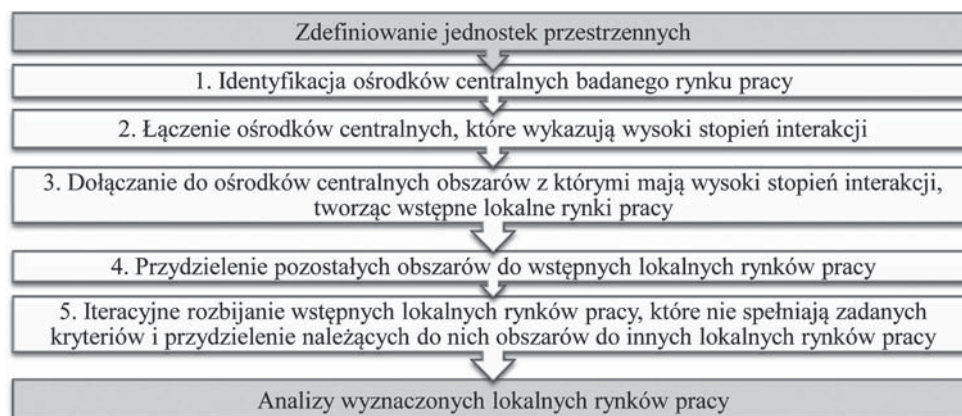 Zdefiniowanie jednostek przestrzennych
1. Identyfikacja ośrodków centralnych badanego rynku pracy
2. Łączenie ośrodków centralnych, które wykazują wysoki stopień interakcji
3. Dołączanie do ośrodków centralnych obszarów z którymi mają wysoki stopień interakcji,
tworząc wstępne lokalne rynki pracy
4. Przydzielenie pozostałych obszarów do wstępnych lokalnych rynków pracy
5. Iteracyjne rozbijanie wstępnych lokalnych rynków pracy, które nie spełniają zadanych
kryteriów i przydzielenie należących do nich obszarów do innych lokalnych rynków pracy
Analizy wyznaczonych lokalnych rynków pracy